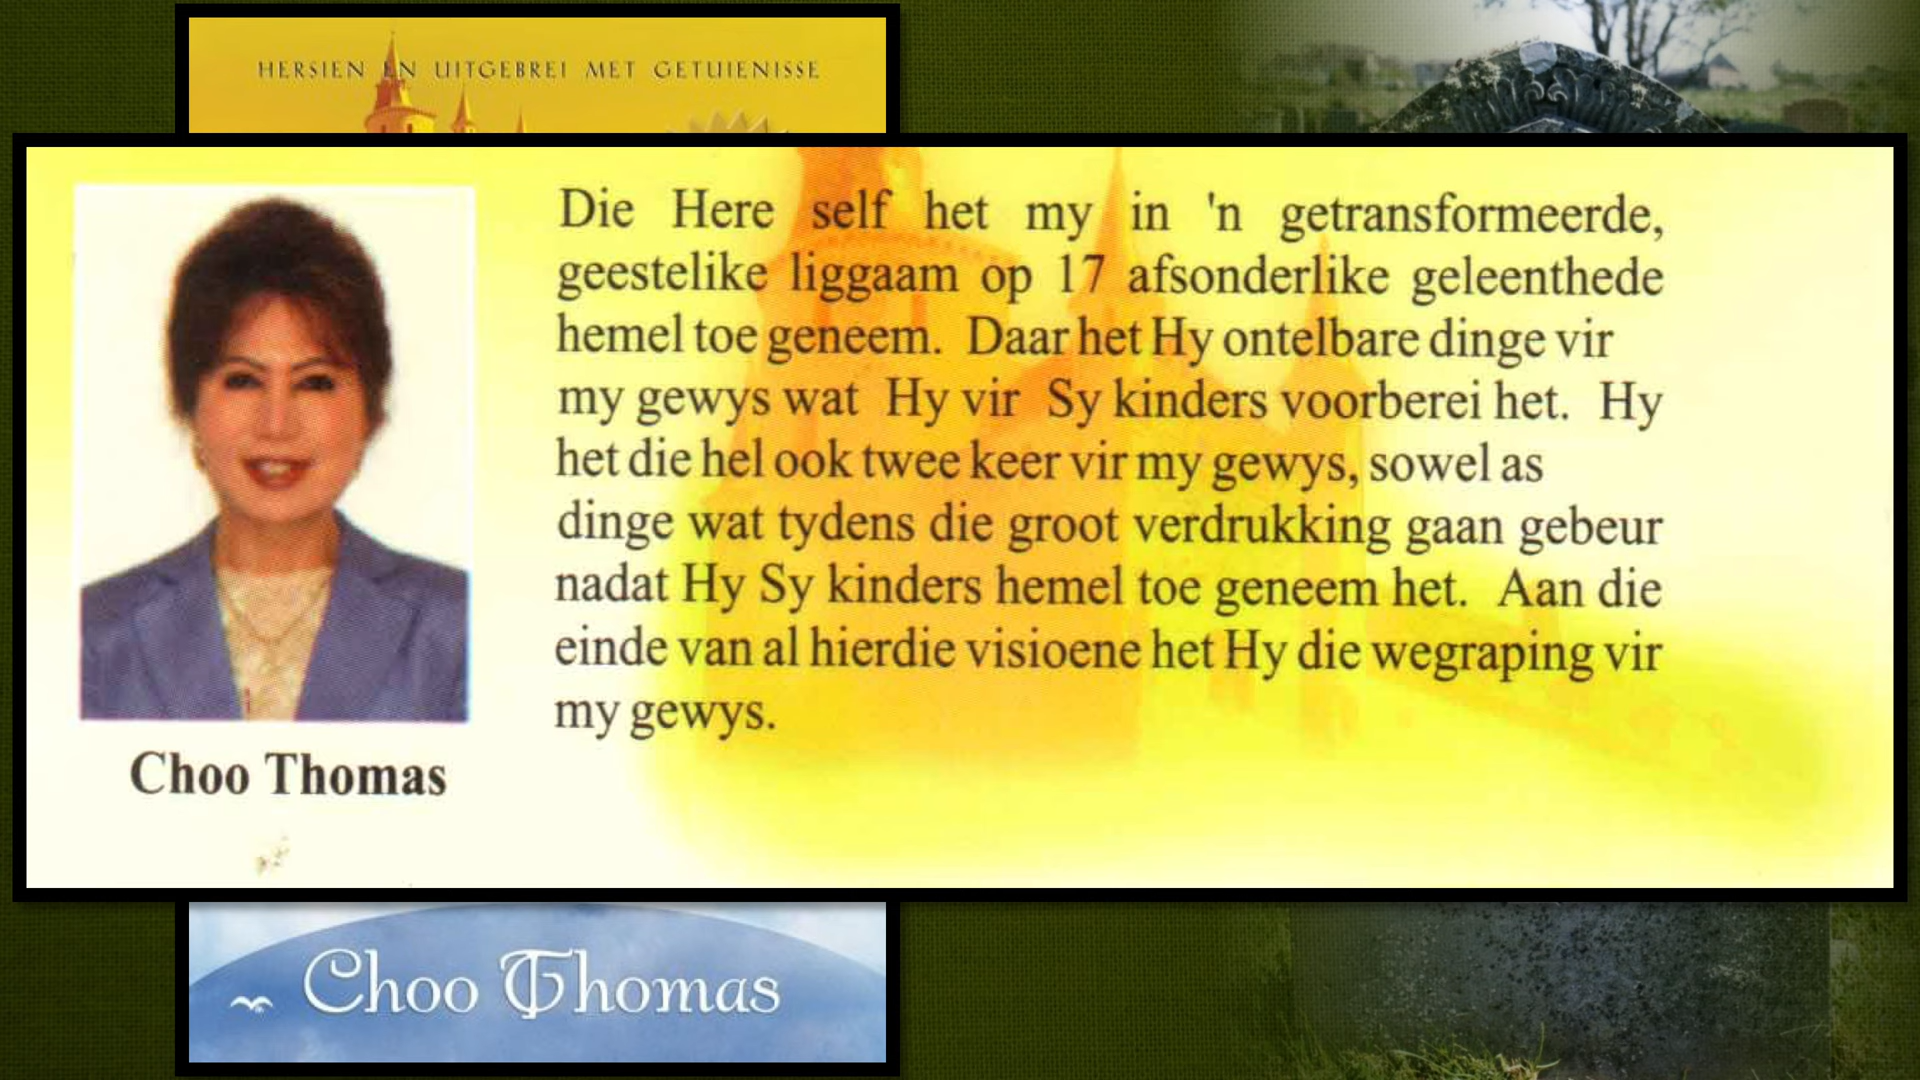 HERSIEN EN UITGEBREI MET GETUIENISSE
Die Here self het my in 'n getransformeerde,
geestelike liggaam op 17 afsonderlike geleenthede
hemel toe geneem. Daar het Hy ontelbare dinge vir
my gewys wat Hy vir Sy kinders voorberei het. Hy
het die hel ook twee keer vir my gewys, sowel as
dinge wat tydens die groot verdrukking gaan gebeur
nadat Hy Sy kinders hemel toe geneem het. Aan die
einde van al hierdie visioene het Hy die wegraping vir
my gewys.
Choo Thomas
Choo Thomas